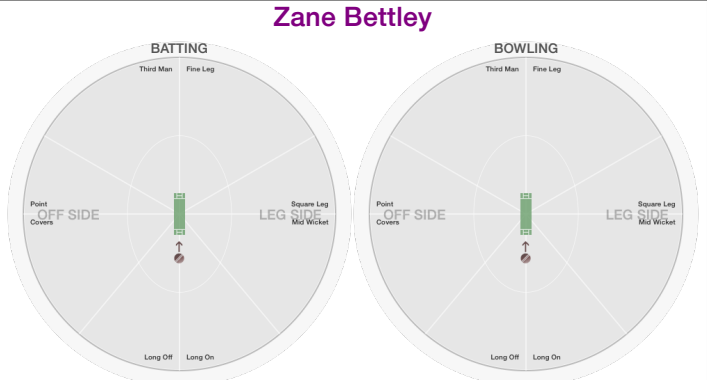 Zane Bettley
BATTING
Third Man Fine Leg
Point
OFF SIDE
Covers
Square Leg
LEG SIDE
Mid Wicket
Long Off Long On
BOWLING
Third Man Fine Leg
Point
OFF SIDE
Covers
Square Leg
LEG SIDE
Mid Wicket
Long Off Long On